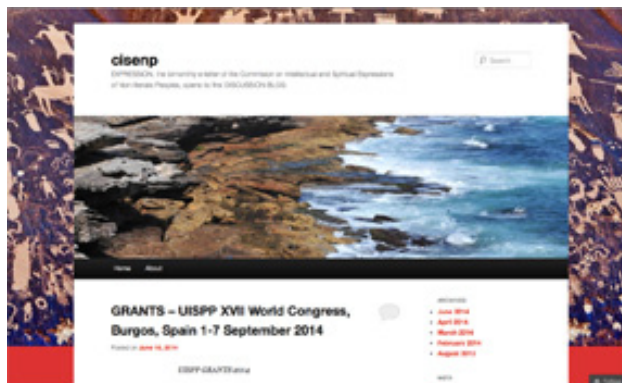 cisenp
Search
EXPRESSION, the bimonthly e-letter of the Commission on Intellectual and Spiritual Expressions
of Non-literate Peoples, opens to the DISCUSSION BLOG.
Home About
GRANTS – UISPP XVII World Congress,
Burgos, Spain 1-7 September 2014
Posted on June 2014
UISPP GRANTS 2014
ARCHIVES
June 2014
April 2014
March 2014
February 2014
August 2013
META